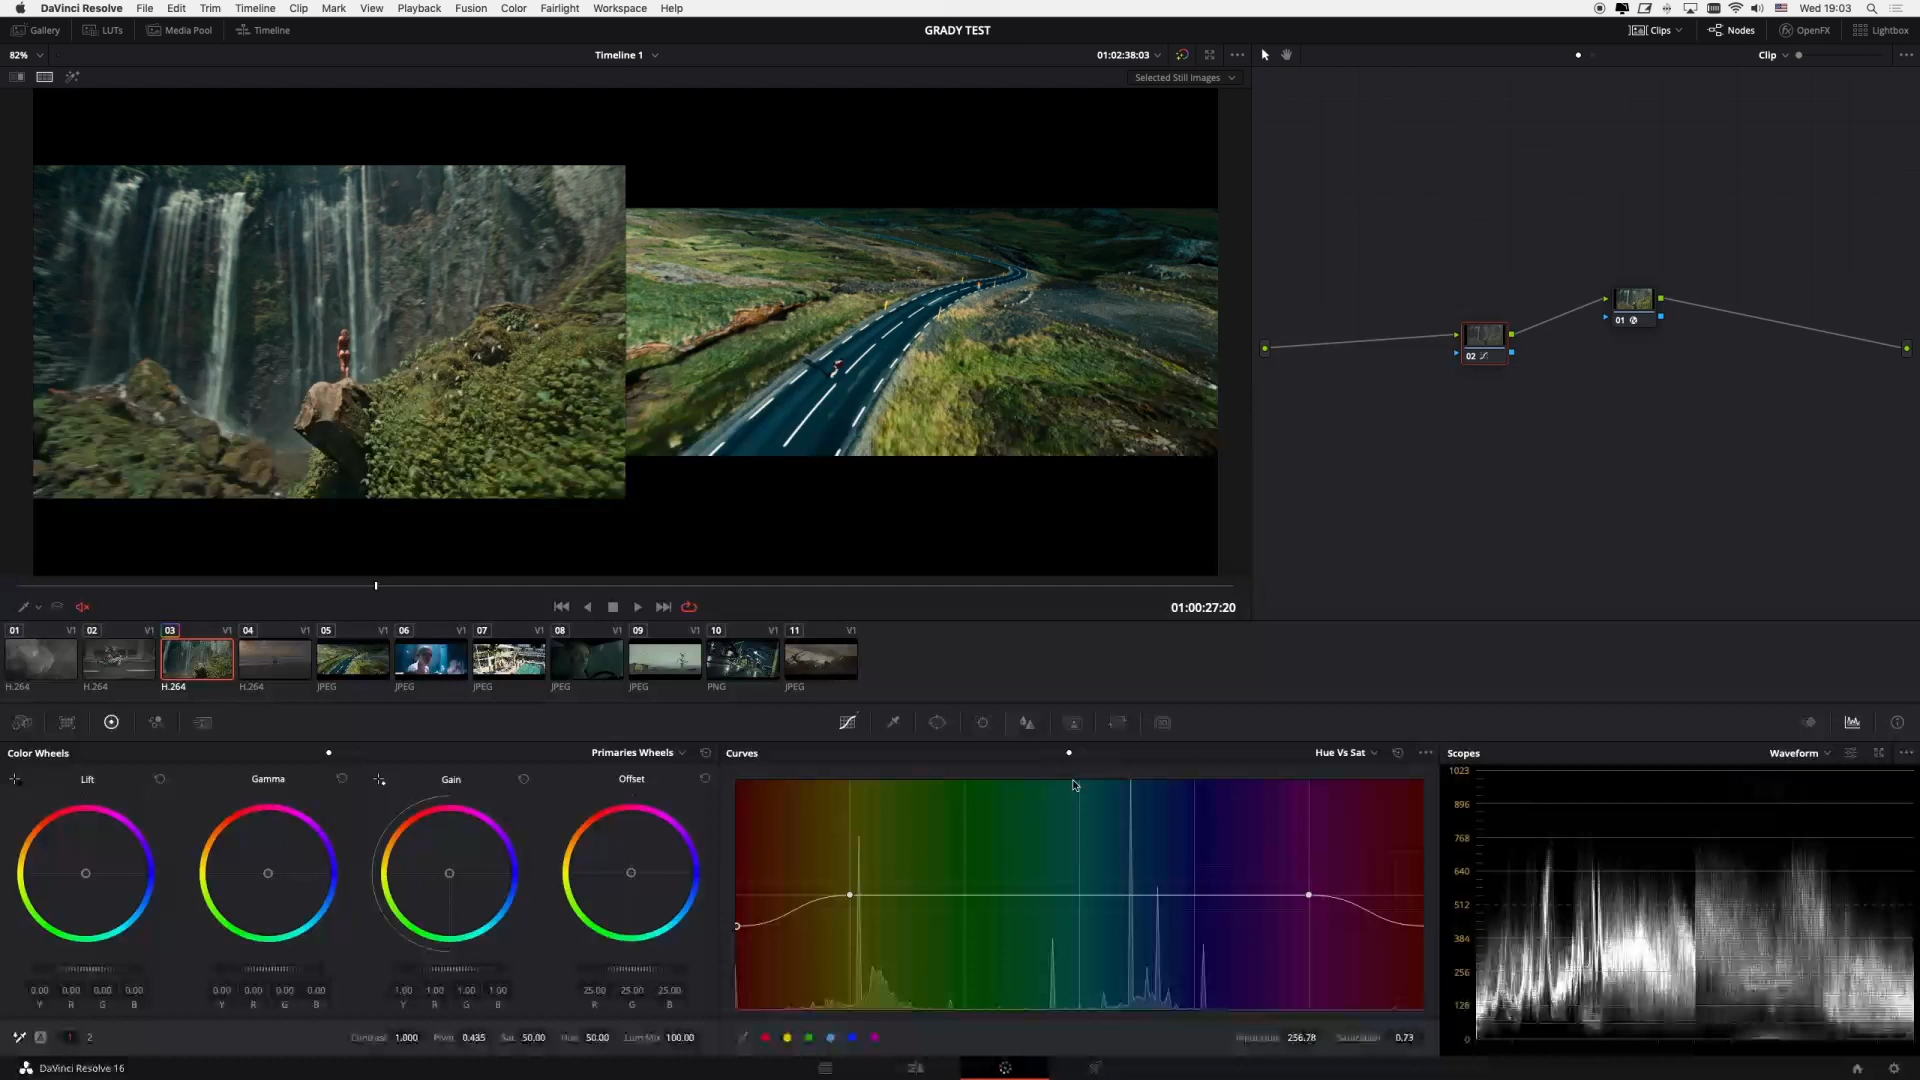 DaVinci Resolve File Edit Trim Timeline Clip Mark View Playback Fusion Color Fairlight Workspace Help Wed 19:03
Gallery LUTs Media Pool Timeline GRADY TEST Clips Nodes OpenFX Lightbox
82% Timeline 1 01:02:38:03 Clip
Selected Still Images
01
02
01:00:27:20
01 V1 02 V1 03 V1 04 V1 05 V1 06 V1 07 V1 08 V1 09 V1 10 V1 11 V1
H.264 H.264 H.264 H.264 JPEG JPEG JPEG JPEG JPEG PNG JPEG
Color Wheels Primaries Wheels Curves Hue Vs Sat Scopes Waveform
Lift Gamma Gain Offset
1023
896
768
640
512
384
256
128
0
0.00 0.00 0.00 0.00 0.00 0.00 0.00 0.00 1.00 1.00 1.00 1.00 25.00 25.00 25.00
Y R G B Y R G B Y R G B R G B
A 1 2 Contrast 1.000 Pivot 0.435 Sat 50.00 Hue 50.00 Lum Mix 100.00 Input Hue 256.78 Saturation 0.73
DaVinci Resolve 16